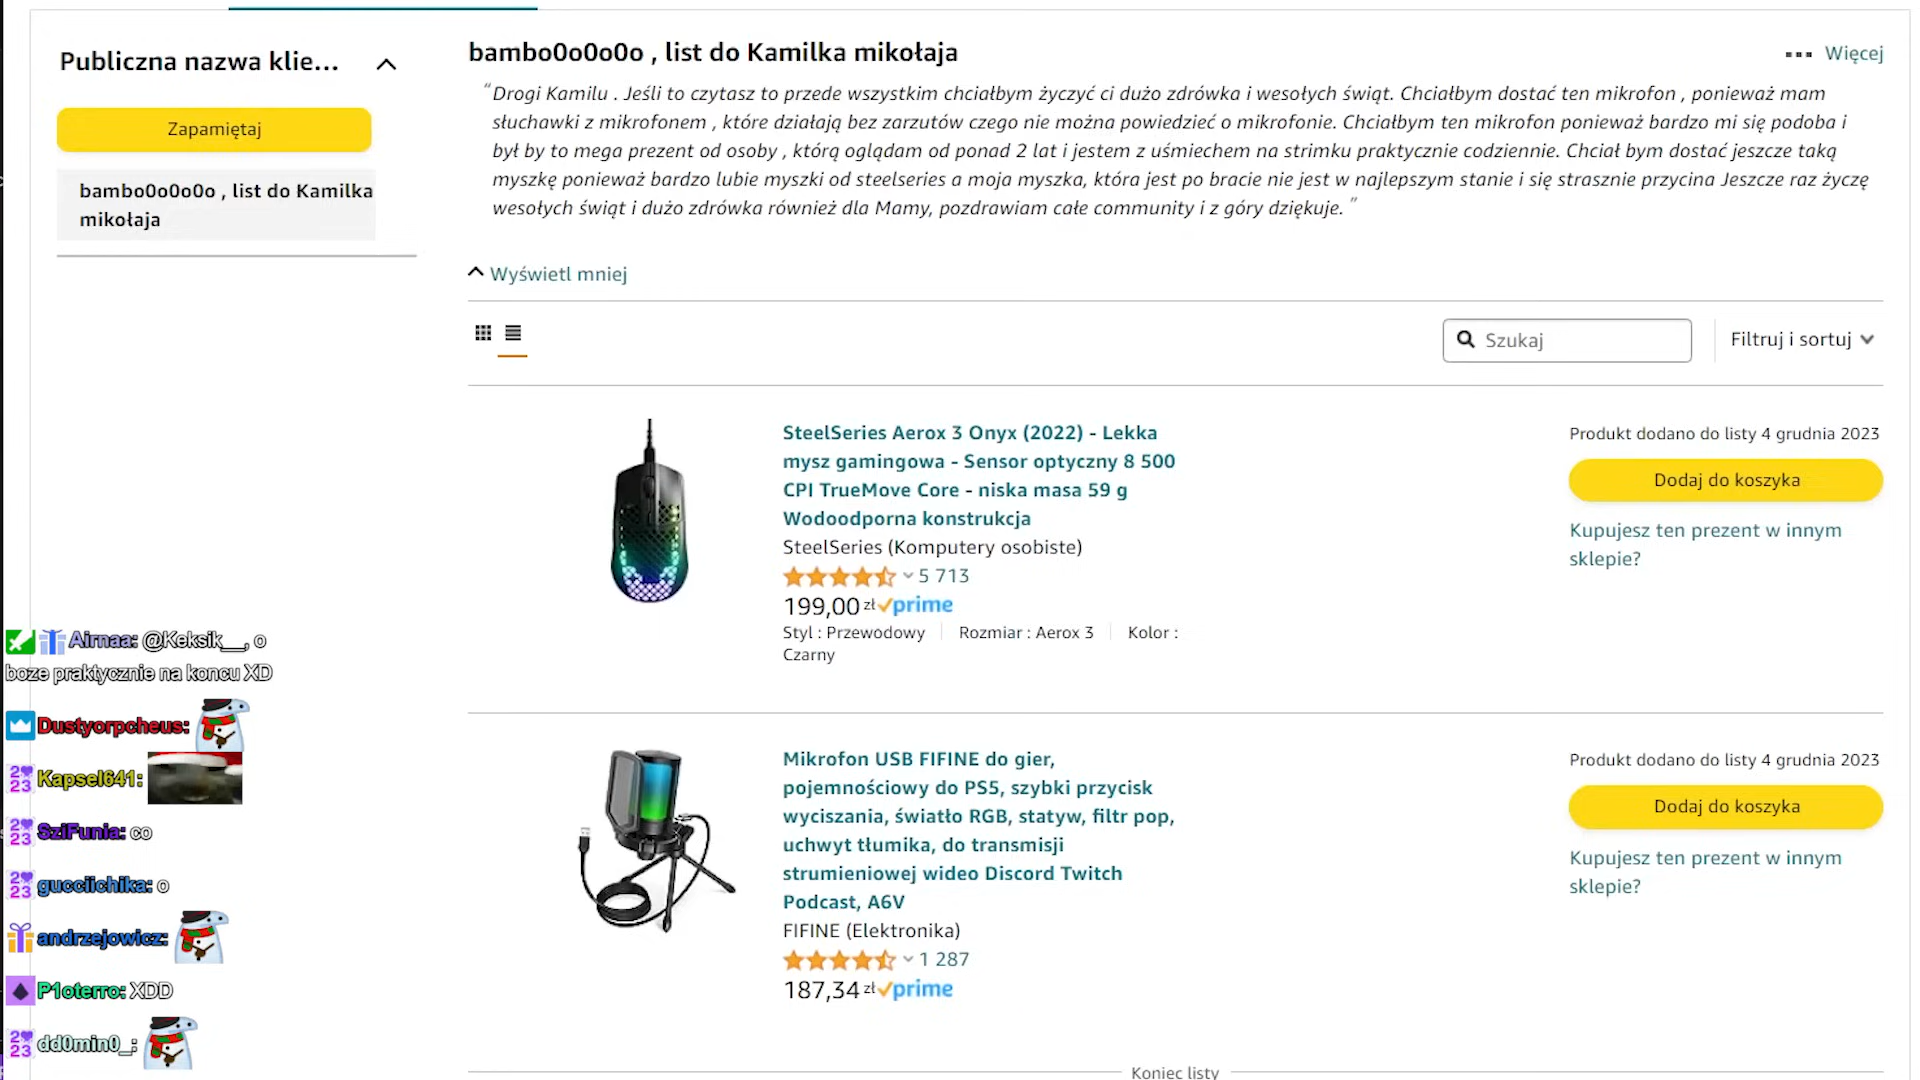 Publiczna nazwa klie...
Zapamiętaj
bambo0o0o0o , list do Kamilka
mikołaja
bambo0o0o0o , list do Kamilka mikołaja
Więcej
“Drogi Kamilu . Jeśli to czytasz to przede wszystkim chciałbym życzyć ci dużo zdrówka i wesołych świąt. Chciałbym dostać ten mikrofon , ponieważ mam
słuchawki z mikrofonem , które działają bez zarzutów czego nie można powiedzieć o mikrofonie. Chciałbym ten mikrofon ponieważ bardzo mi się podoba i
był by to mega prezent od osoby , którą oglądam od ponad 2 lat i jestem z uśmiechem na strimku praktycznie codziennie. Chciał bym dostać jeszcze taką
myszkę ponieważ bardzo lubie myszki od steelseries a moja myszka, która jest po bracie nie jest w najlepszym stanie i się strasznie przycina Jeszcze raz życzę
wesołych świąt i dużo zdrówka również dla Mamy, pozdrawiam całe community i z góry dziękuje. ”
Wyświetl mniej
Szukaj
Filtruj i sortuj
SteelSeries Aerox 3 Onyx (2022) - Lekka
mysz gamingowa - Sensor optyczny 8 500
CPI TrueMove Core - niska masa 59 g
Wodoodporna konstrukcja
SteelSeries (Komputery osobiste)
5 713
199,00 zł prime
Styl : Przewodowy Rozmiar : Aerox 3 Kolor :
Czarny
Produkt dodano do listy 4 grudnia 2023
Dodaj do koszyka
Kupujesz ten prezent w innym
sklepie?
Mikrofon USB FIFINE do gier,
pojemnościowy do PS5, szybki przycisk
wyciszania, światło RGB, statyw, filtr pop,
uchwyt tłumika, do transmisji
strumieniowej wideo Discord Twitch
Podcast, A6V
FIFINE (Elektronika)
1 287
187,34 zł prime
Produkt dodano do listy 4 grudnia 2023
Dodaj do koszyka
Kupujesz ten prezent w innym
sklepie?
Koniec listy
Airnaa: @Keksik__, o
boze praktycznie na koncu XD
Dustyorpcheus:
2023 Kapsel641:
2023 SziFunia: co
2023 gucciichika: o
andrzejowicz:
P1oterro: XDD
2023 dd0min0_: